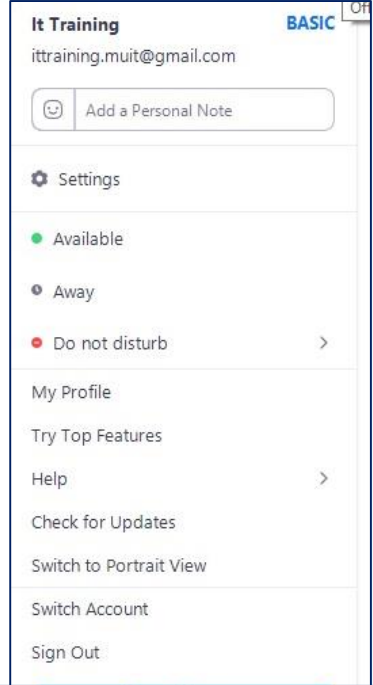 It Training BASIC
ittraining.muit@gmail.com
Add a Personal Note
Settings
Available
Away
Do not disturb
My Profile
Try Top Features
Help
Check for Updates
Switch to Portrait View
Switch Account
Sign Out